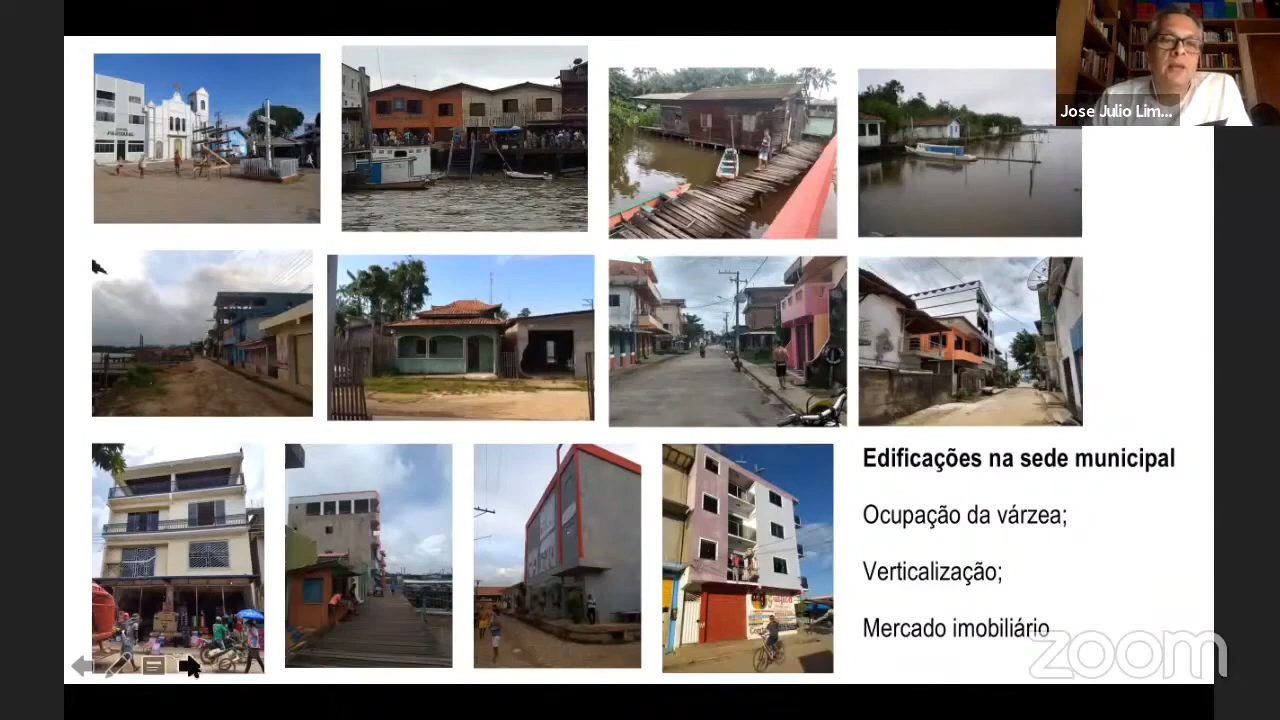 Jose Julio Lim...
Edificações na sede municipal
Ocupação da várzea;
Verticalização;
Mercado imobiliário
zoom